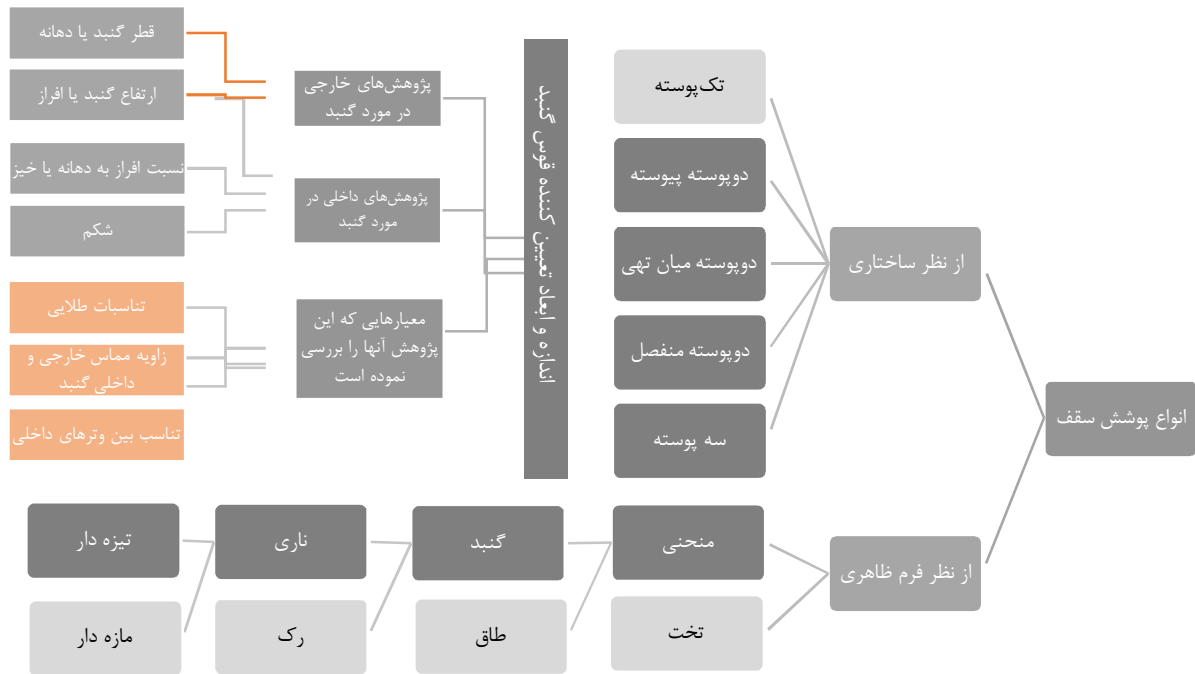 انواع پوشش سقف
از نظر ساختاری
تک‌پوسته
دوپوسته پیوسته
دوپوسته میان تهی
دوپوسته منفصل
سه پوسته
از نظر فرم ظاهری
منحنی
تخت
گنبد
طاق
ناری
رک
تیزه دار
مازه دار
اندازه و ابعاد تعیین کننده قوس گنبد
پژوهش‌های خارجی
در مورد گنبد
پژوهش‌های داخلی در
مورد گنبد
معیارهایی که این
پژوهش آنها را بررسی
نموده است
قطر گنبد یا دهانه
ارتفاع گنبد یا افراز
نسبت افراز به دهانه یا خیز
شکم
تناسبات طلایی
زاویه مماس خارجی و
داخلی گنبد
تناسب بین وترهای داخلی